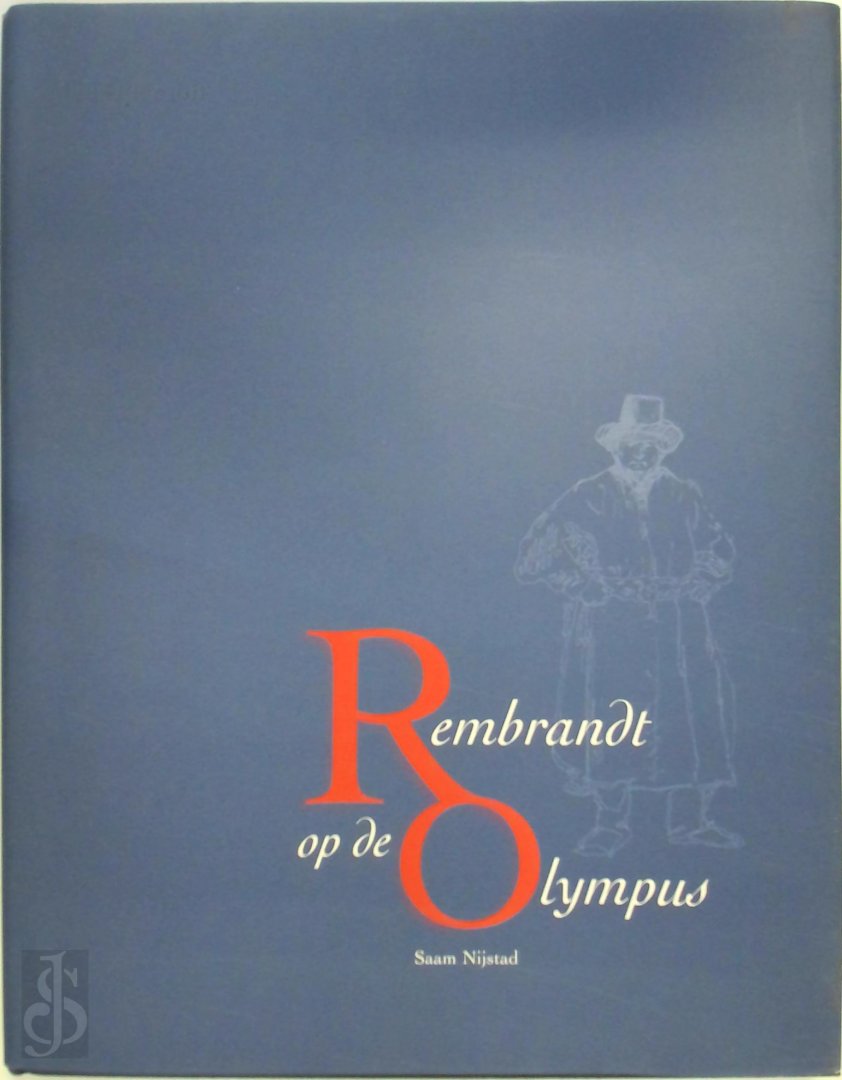 Rembrandt
op de Olympus
Saam Nijstad